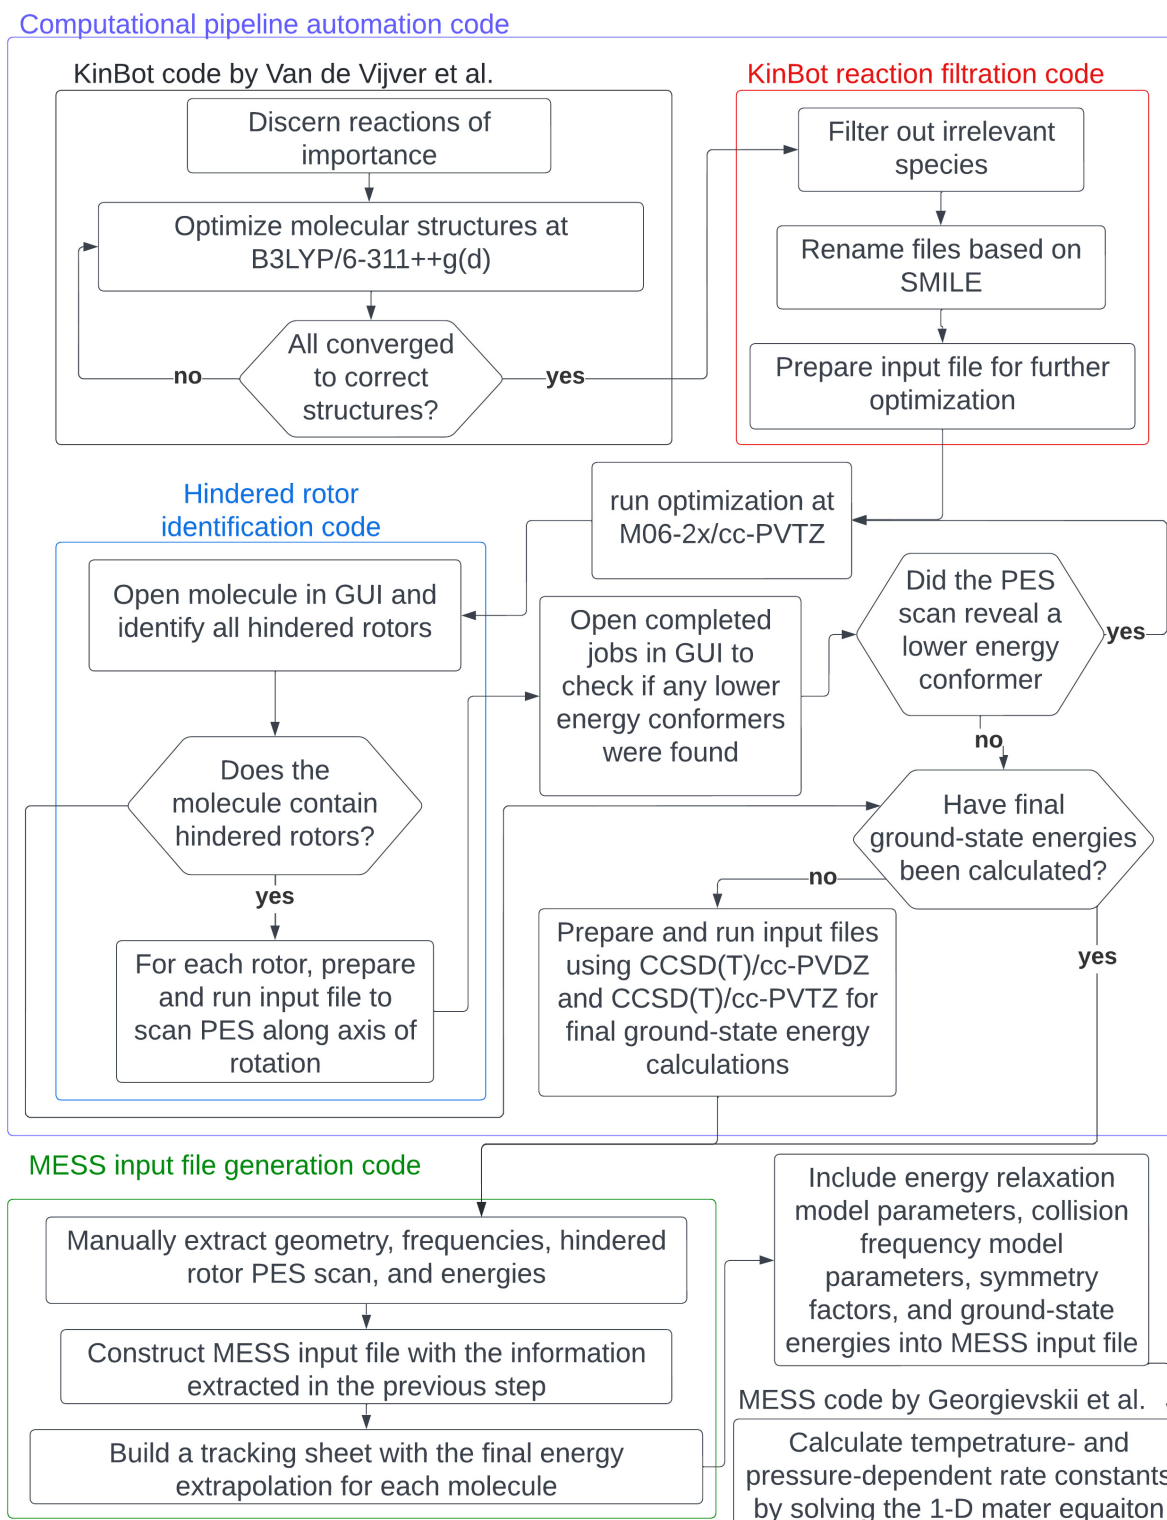 Computational pipeline automation code
KinBot code by Van de Vijver et al.
Discern reactions of
importance
Optimize molecular structures at
B3LYP/6-311++g(d)
All converged
to correct
structures?
no
yes
KinBot reaction filtration code
Filter out irrelevant
species
Rename files based on
SMILE
Prepare input file for further
optimization
run optimization at
M06-2x/cc-PVTZ
Hindered rotor
identification code
Open molecule in GUI and
identify all hindered rotors
Does the
molecule contain
hindered rotors?
yes
For each rotor, prepare
and run input file to
scan PES along axis of
rotation
Open completed
jobs in GUI to
check if any lower
energy conformers
were found
Did the PES
scan reveal a
lower energy
conformer
yes
no
Have final
ground-state energies
been calculated?
no
yes
Prepare and run input files
using CCSD(T)/cc-PVDZ
and CCSD(T)/cc-PVTZ for
final ground-state energy
calculations
MESS input file generation code
Manually extract geometry, frequencies, hindered
rotor PES scan, and energies
Construct MESS input file with the information
extracted in the previous step
Build a tracking sheet with the final energy
extrapolation for each molecule
Include energy relaxation
model parameters, collision
frequency model
parameters, symmetry
factors, and ground-state
energies into MESS input file
MESS code by Georgievskii et al.
Calculate tempetrature- and
pressure-dependent rate constants
by solving the 1-D mater equaiton